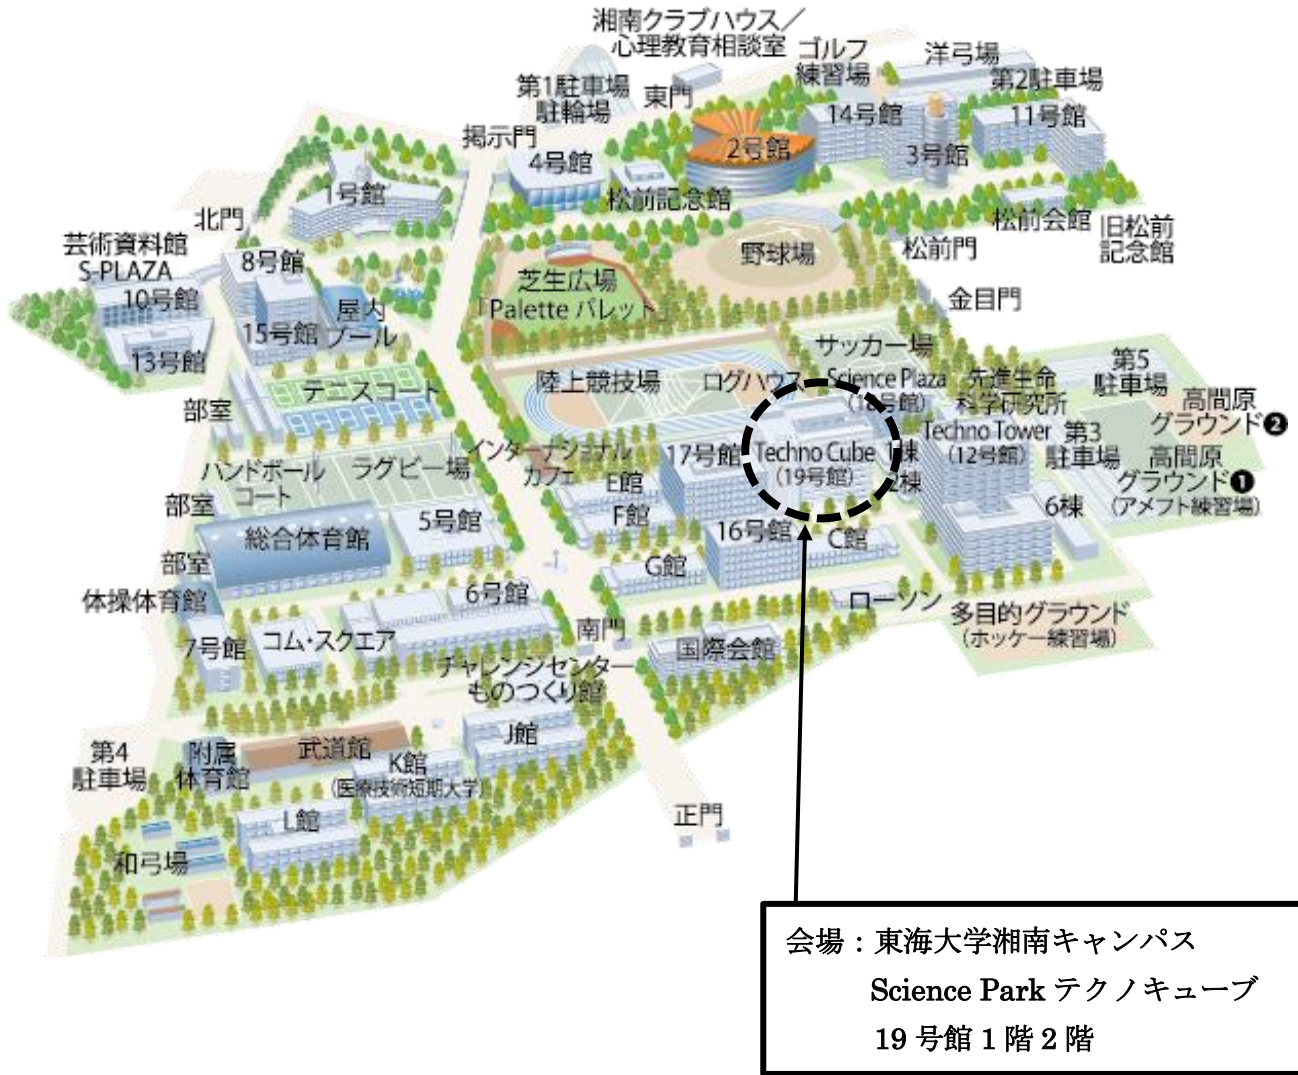 湘南クラブハウス／
心理教育相談室
ゴルフ
練習場
洋弓場
第1駐車場
駐輪場
東門
第2駐車場
掲示門
4号館
2号館
14号館
3号館
11号館
1号館
松前記念館
北門
松前会館
旧松前
記念館
芸術資料館
S-PLAZA
8号館
松前門
野球場
10号館
屋内
プール
芝生広場
「Palette パレット」
金目門
15号館
13号館
サッカー場
テニスコート
陸上競技場
ログハウス
Science Plaza
(18号館)
先進生命
科学研究所
第5
駐車場
高間原
グラウンド❷
部室
Techno Cube
(19号館)
1棟
2棟
Techno Tower
(12号館)
第3
駐車場
高間原
グラウンド❶
(アメフト練習場)
ハンドボール
コート
ラグビー場
インターナショナル
カフェ
17号館
E館
F館
部室
総合体育館
5号館
16号館
C館
6棟
部室
G館
体操体育館
6号館
ローソン
多目的グラウンド
(ホッケー練習場)
7号館
コム・スクエア
南門
国際会館
チャレンジセンター
ものつくり館
第4
駐車場
附属
体育館
武道館
K館
(医療技術短期大学)
J館
L館
正門
和弓場
会場：東海大学湘南キャンパス
Science Park テクノキューブ
19 号館 1 階 2 階